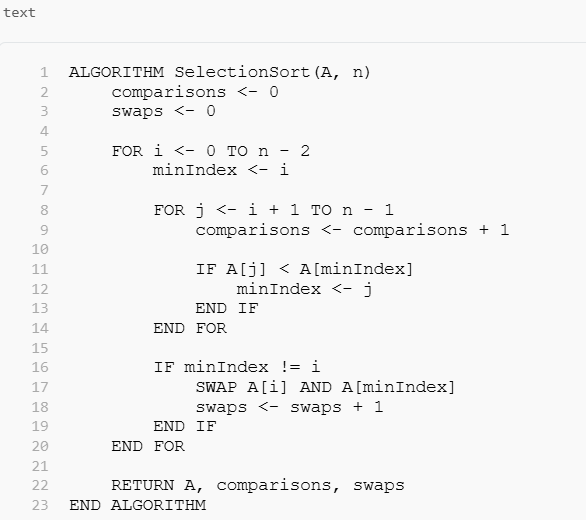 text
1 ALGORITHM SelectionSort(A, n)
2     comparisons <- 0
3     swaps <- 0
4
5     FOR i <- 0 TO n - 2
6         minIndex <- i
7
8         FOR j <- i + 1 TO n - 1
9             comparisons <- comparisons + 1
10
11             IF A[j] < A[minIndex]
12                 minIndex <- j
13             END IF
14         END FOR
15
16         IF minIndex != i
17             SWAP A[i] AND A[minIndex]
18             swaps <- swaps + 1
19         END IF
20     END FOR
21
22     RETURN A, comparisons, swaps
23 END ALGORITHM